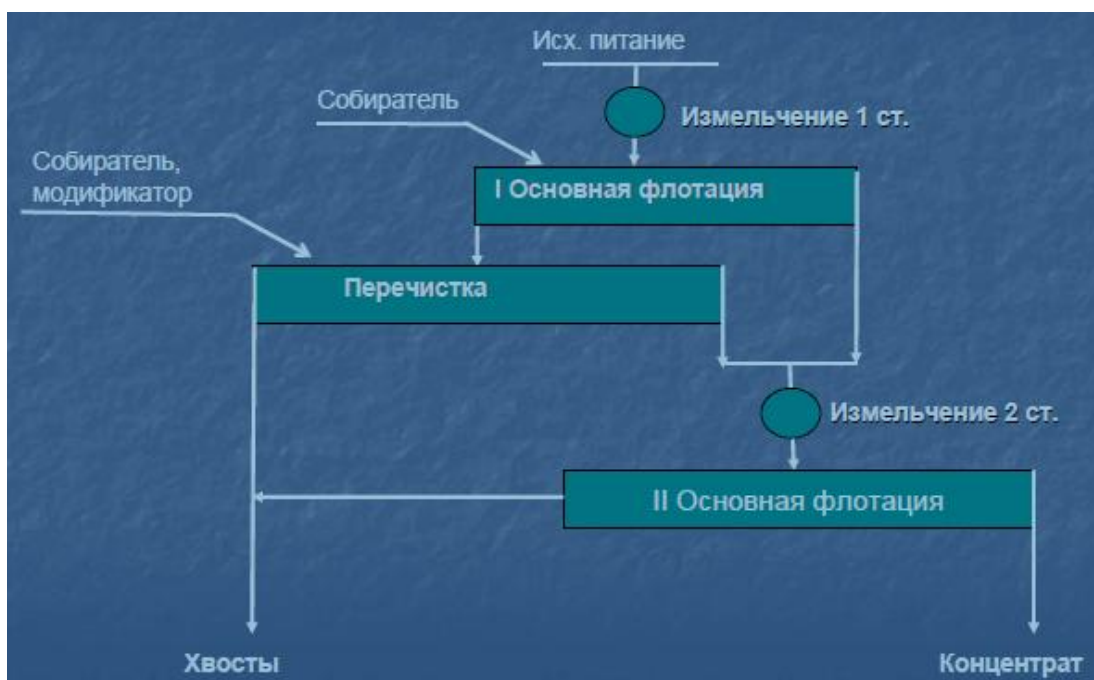 Исх. питание
Собиратель
Измельчение 1 ст.
Собиратель,
модификатор
I Основная флотация
Перечистка
Измельчение 2 ст.
II Основная флотация
Хвосты
Концентрат